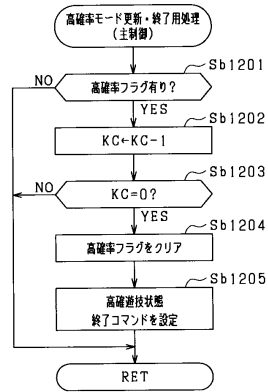 高確率モード更新・終了用処理
(主制御)
Sb1201
高確率フラグ有り?
NO
YES
Sb1202
KC←KC-1
Sb1203
NO
KC=0?
YES
Sb1204
高確率フラグをクリア
Sb1205
高確遊技状態
終了コマンドを設定
RET